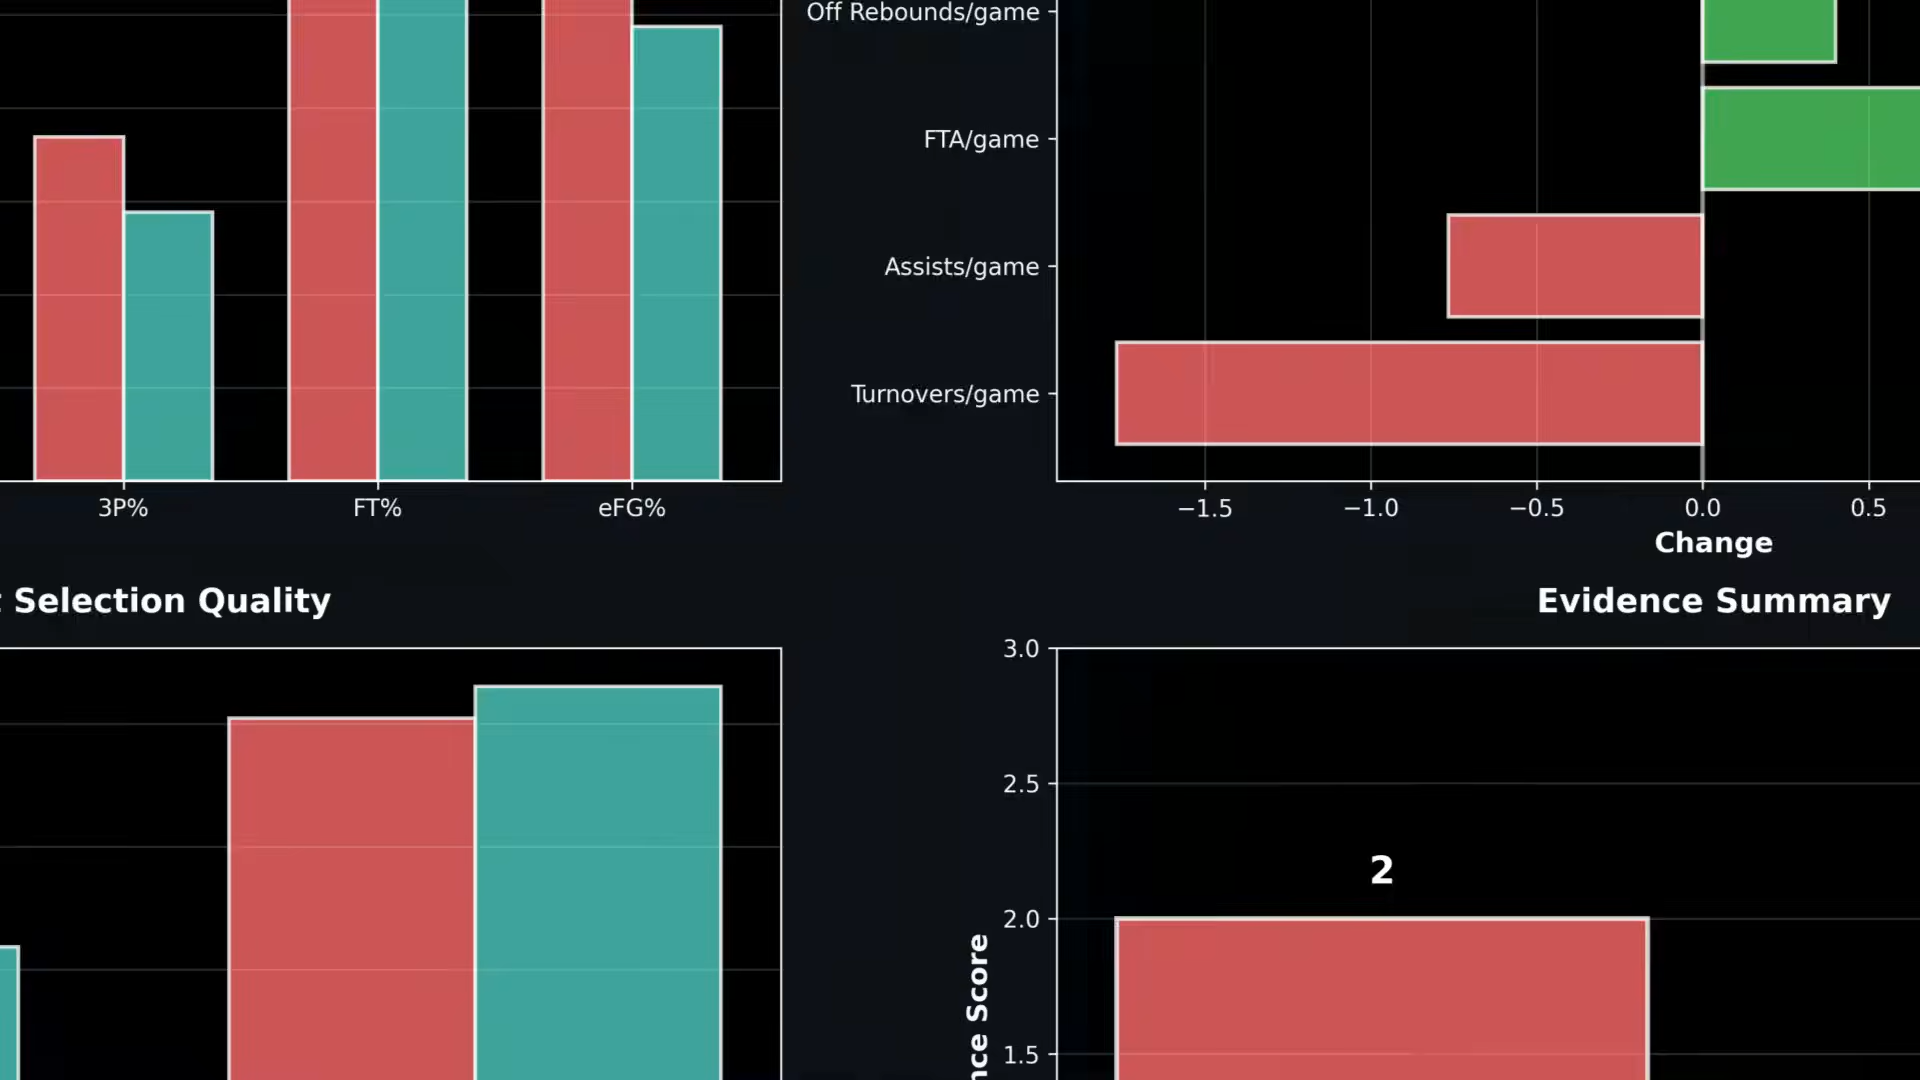 Off Rebounds/game
FTA/game
Assists/game
Turnovers/game
3P% FT% eFG%
−1.5 −1.0 −0.5 0.0 0.5
Change
Selection Quality
Evidence Summary
3.0
2.5
2
2.0
Score
1.5